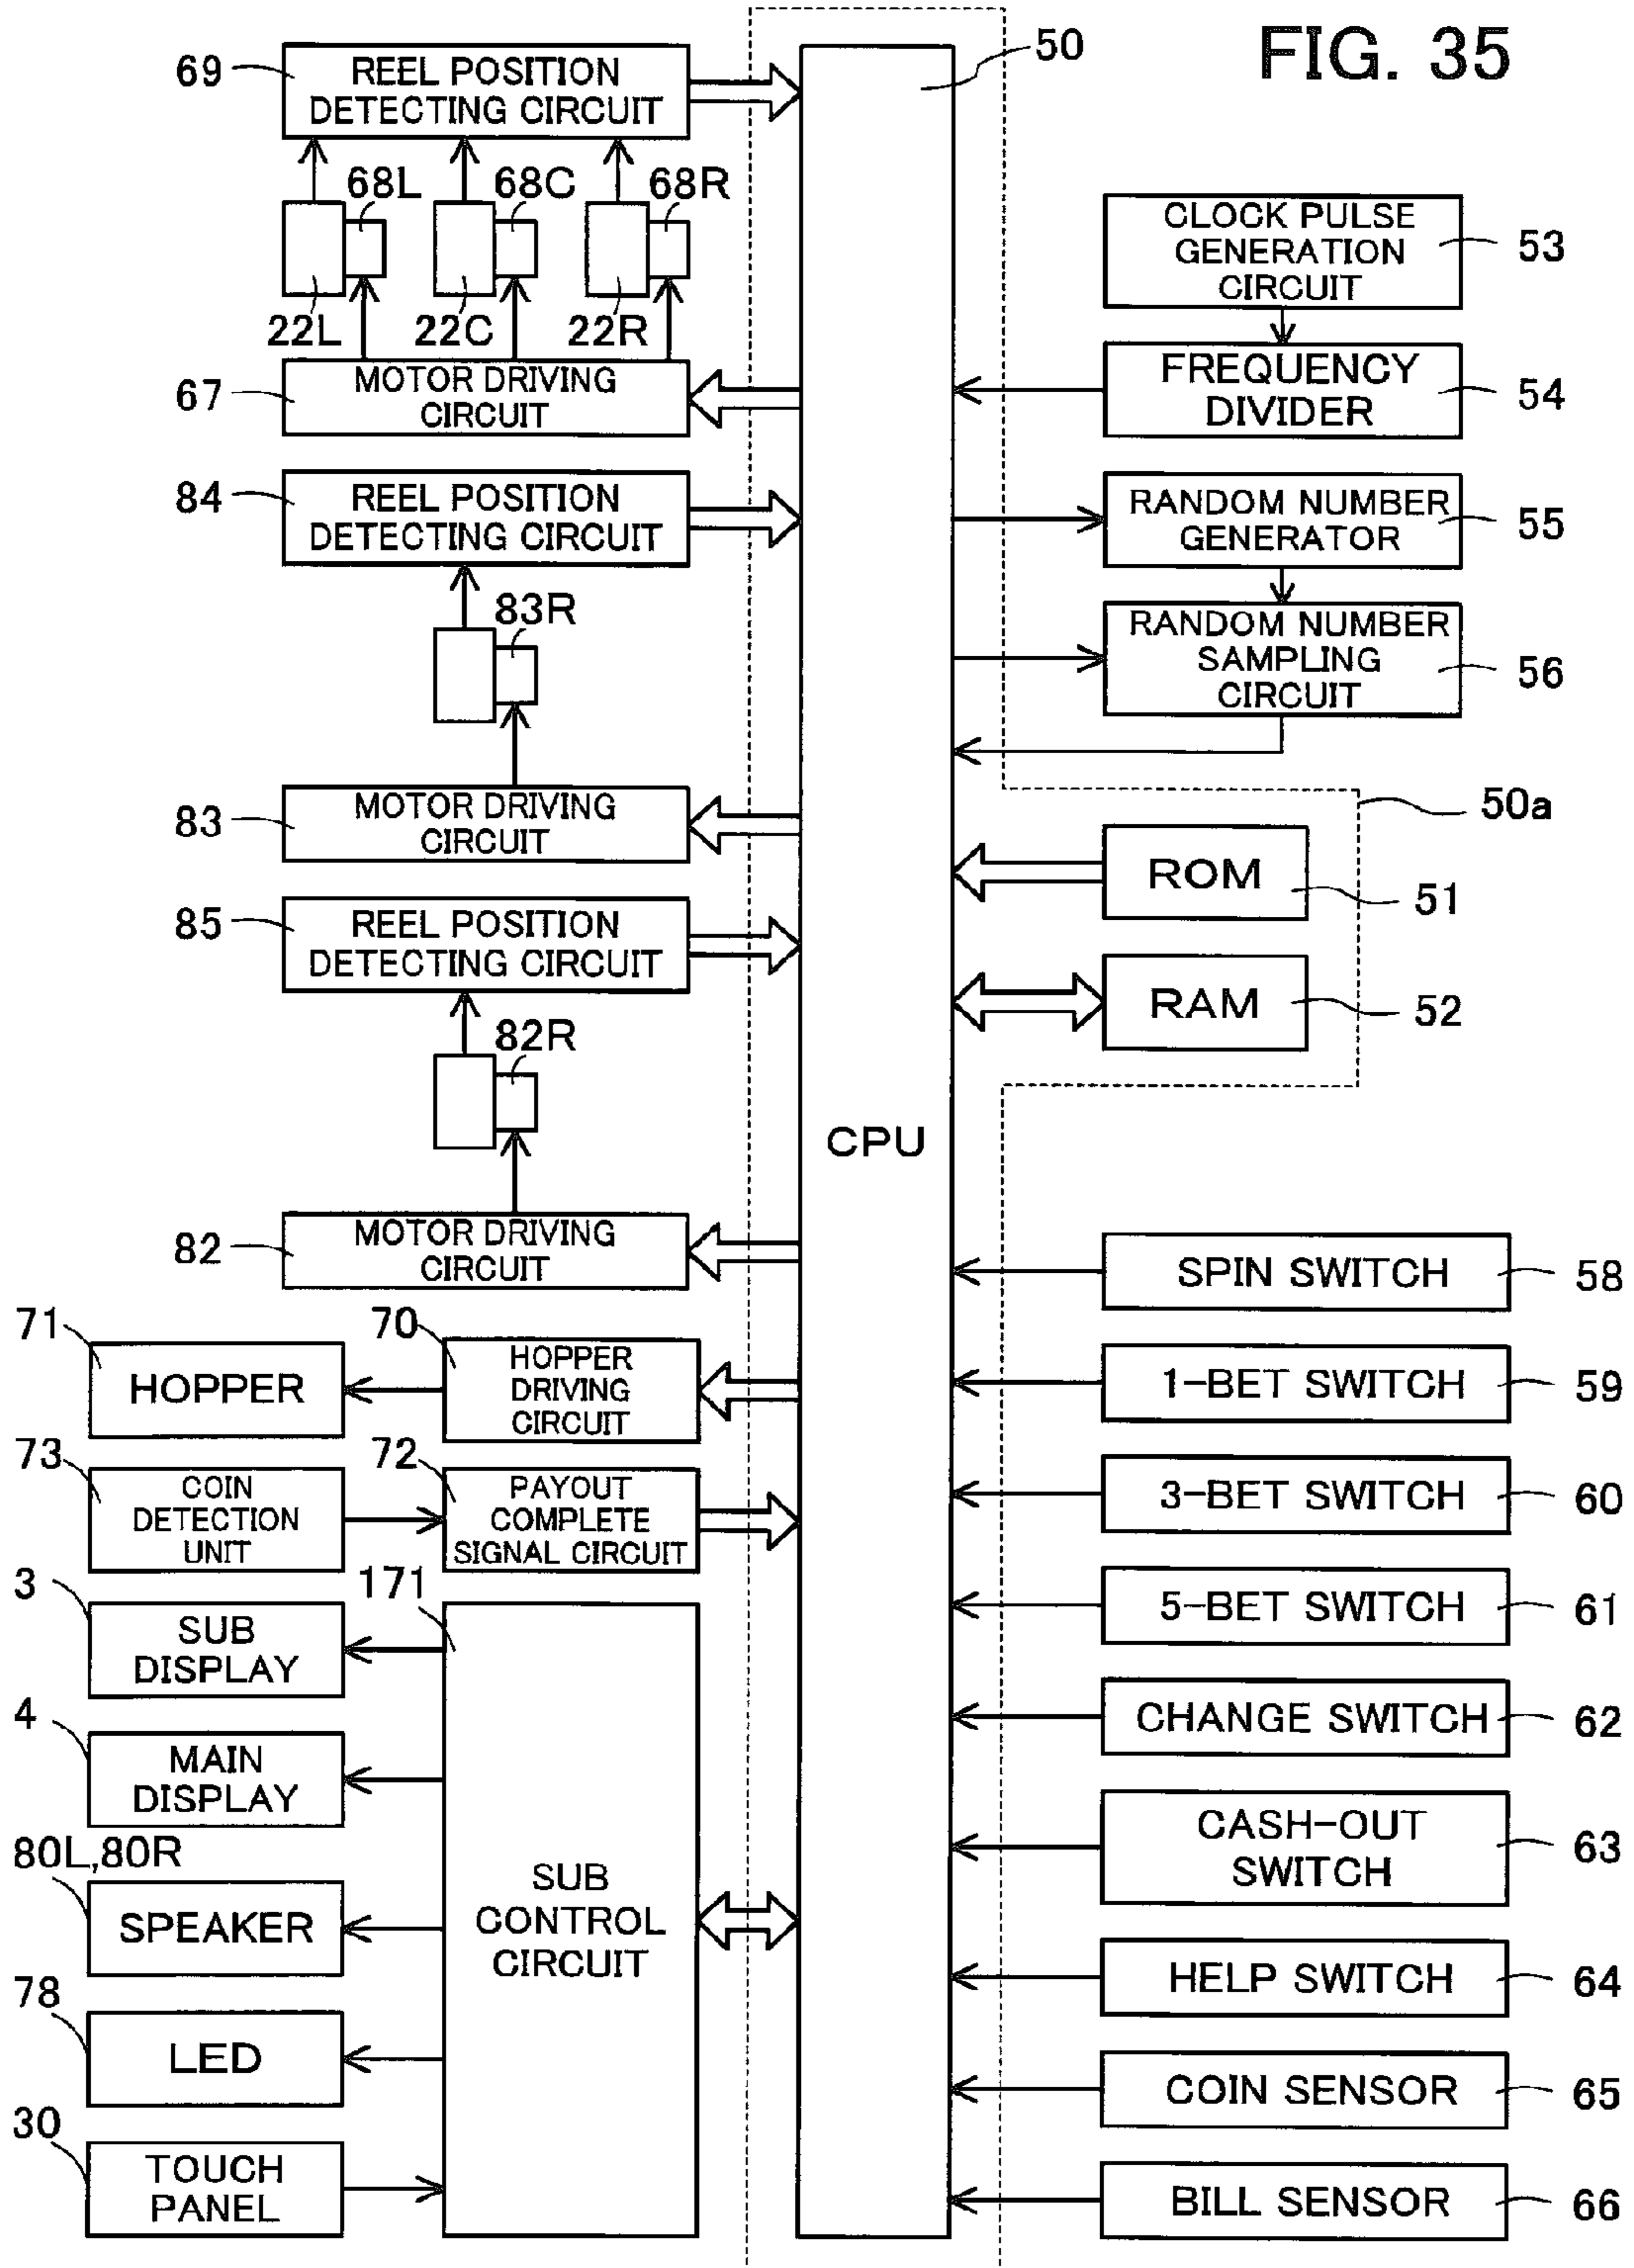 FIG. 35
50
69
REEL POSITION
DETECTING CIRCUIT
68L
68C
68R
22L
22C
22R
67
MOTOR DRIVING
CIRCUIT
84
REEL POSITION
DETECTING CIRCUIT
83R
83
MOTOR DRIVING
CIRCUIT
85
REEL POSITION
DETECTING CIRCUIT
82R
82
MOTOR DRIVING
CIRCUIT
71
HOPPER
70
HOPPER
DRIVING
CIRCUIT
73
COIN
DETECTION
UNIT
72
PAYOUT
COMPLETE
SIGNAL CIRCUIT
3
SUB
DISPLAY
171
4
MAIN
DISPLAY
80L,80R
SPEAKER
SUB
CONTROL
CIRCUIT
78
LED
30
TOUCH
PANEL
CPU
CLOCK PULSE
GENERATION
CIRCUIT
53
FREQUENCY
DIVIDER
54
RANDOM NUMBER
GENERATOR
55
RANDOM NUMBER
SAMPLING
CIRCUIT
56
50a
ROM
51
RAM
52
SPIN SWITCH
58
1-BET SWITCH
59
3-BET SWITCH
60
5-BET SWITCH
61
CHANGE SWITCH
62
CASH-OUT
SWITCH
63
HELP SWITCH
64
COIN SENSOR
65
BILL SENSOR
66